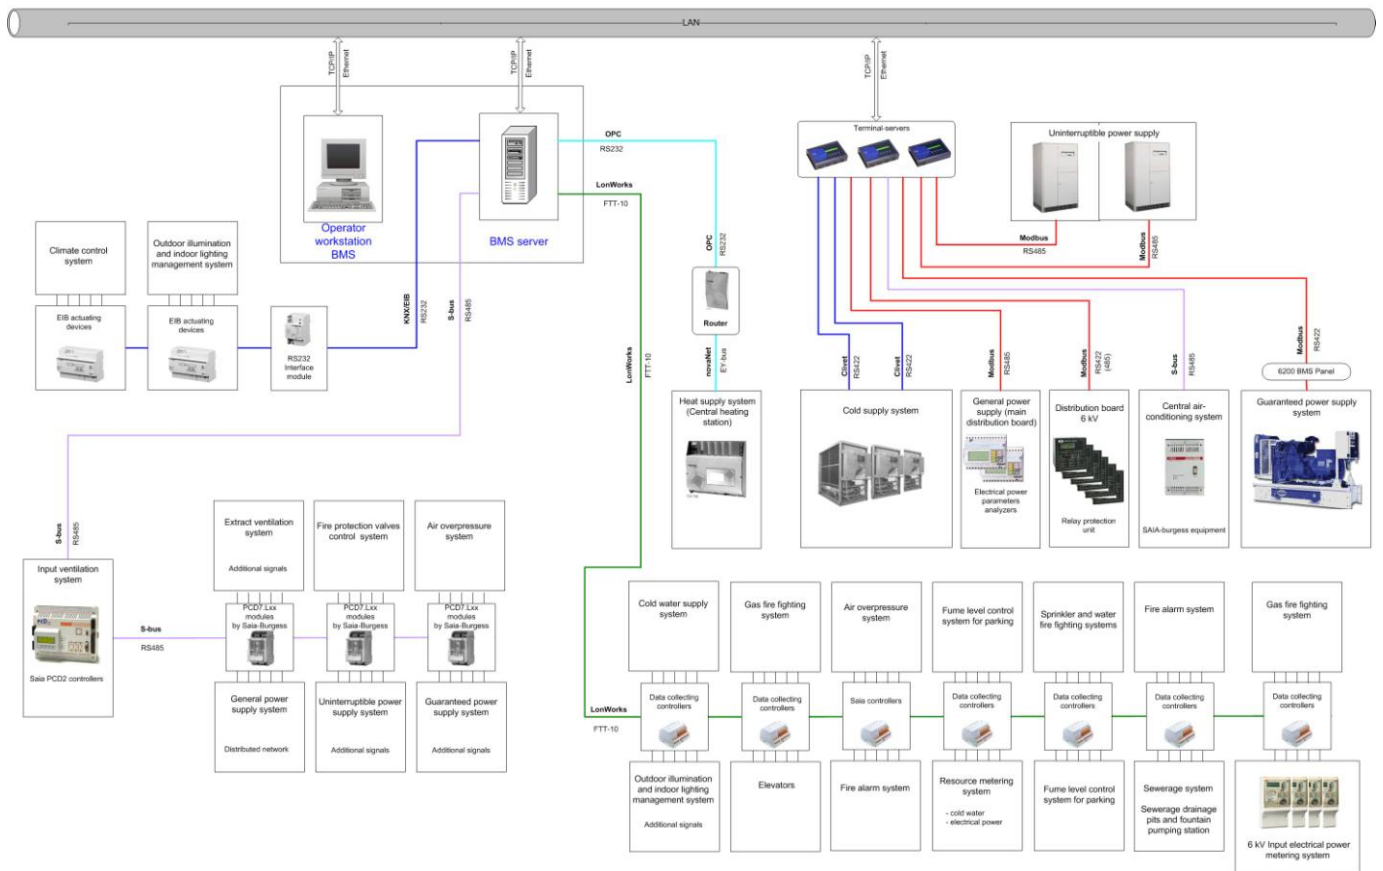 LAN
TCP/IP
Ethernet
TCP/IP
Ethernet
TCP/IP
Ethernet
Operator
workstation
BMS
BMS server
OPC
RS232
LonWorks
FTT-10
Terminal-servers
Uninterruptible power supply
Modbus
RS485
Modbus
RS485
Climate control
system
Outdoor illumination
and indoor lighting
management system
EIB actuating
devices
EIB actuating
devices
RS232
Interface
module
KNX/EIB
RS232
S-bus
RS485
LonWorks
FTT-10
OPC
RS232
Router
novaNet
EY-bus
Clivet
RS422
Clivet
RS422
Modbus
RS485
Modbus
RS422
(485)
S-bus
RS485
Modbus
RS422
6200 BMS Panel
Heat supply system
(Central heating
station)
Cold supply system
General power
supply (main
distribution board)
Electrical power
parameters
analyzers
Distribution board
6 kV
Relay protection
unit
Central air-
conditioning system
SAIA-burgess equipment
Guaranteed power supply
system
S-bus
RS485
Input ventilation
system
Saia PCD2 controllers
S-bus
RS485
Extract ventilation
system
Additional signals
Fire protection valves
control system
Air overpressure
system
PCD7.Lxx
modules
by Saia-Burgess
PCD7.Lxx
modules
by Saia-Burgess
PCD7.Lxx
modules
by Saia-Burgess
General power
supply system
Distributed network
Uninterruptible power
supply system
Additional signals
Guaranteed power
supply system
Additional signals
LonWorks
FTT-10
Cold water supply
system
Gas fire fighting
system
Air overpressure
system
Fume level control
system for parking
Sprinkler and water
fire fighting systems
Fire alarm system
Gas fire fighting
system
Data collecting
controllers
Data collecting
controllers
Saia controllers
Data collecting
controllers
Data collecting
controllers
Data collecting
controllers
Data collecting
controllers
Outdoor illumination
and indoor lighting
management system
Additional signals
Elevators
Fire alarm system
Resource metering
system
- cold water
- electrical power
Fume level control
system for parking
Sewerage system
Sewerage drainage
pits and fountain
pumping station
6 kV Input electrical power
metering system